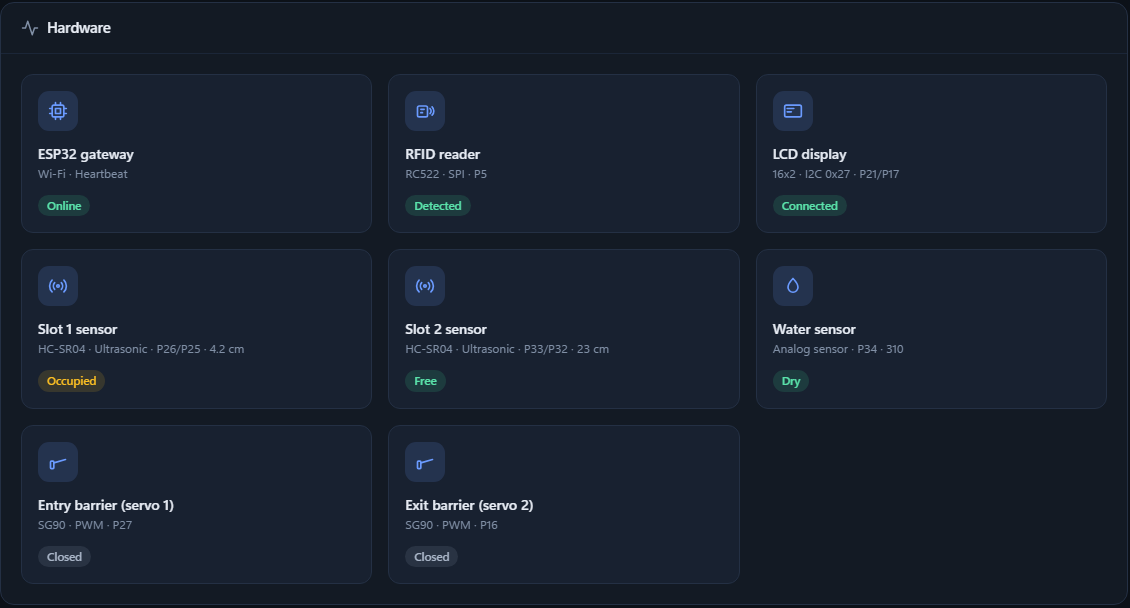 Hardware
ESP32 gateway
Wi-Fi · Heartbeat
Online
RFID reader
RC522 · SPI · P5
Detected
LCD display
16x2 · I2C 0x27 · P21/P17
Connected
Slot 1 sensor
HC-SR04 · Ultrasonic · P26/P25 · 4.2 cm
Occupied
Slot 2 sensor
HC-SR04 · Ultrasonic · P33/P32 · 23 cm
Free
Water sensor
Analog sensor · P34 · 310
Dry
Entry barrier (servo 1)
SG90 · PWM · P27
Closed
Exit barrier (servo 2)
SG90 · PWM · P16
Closed